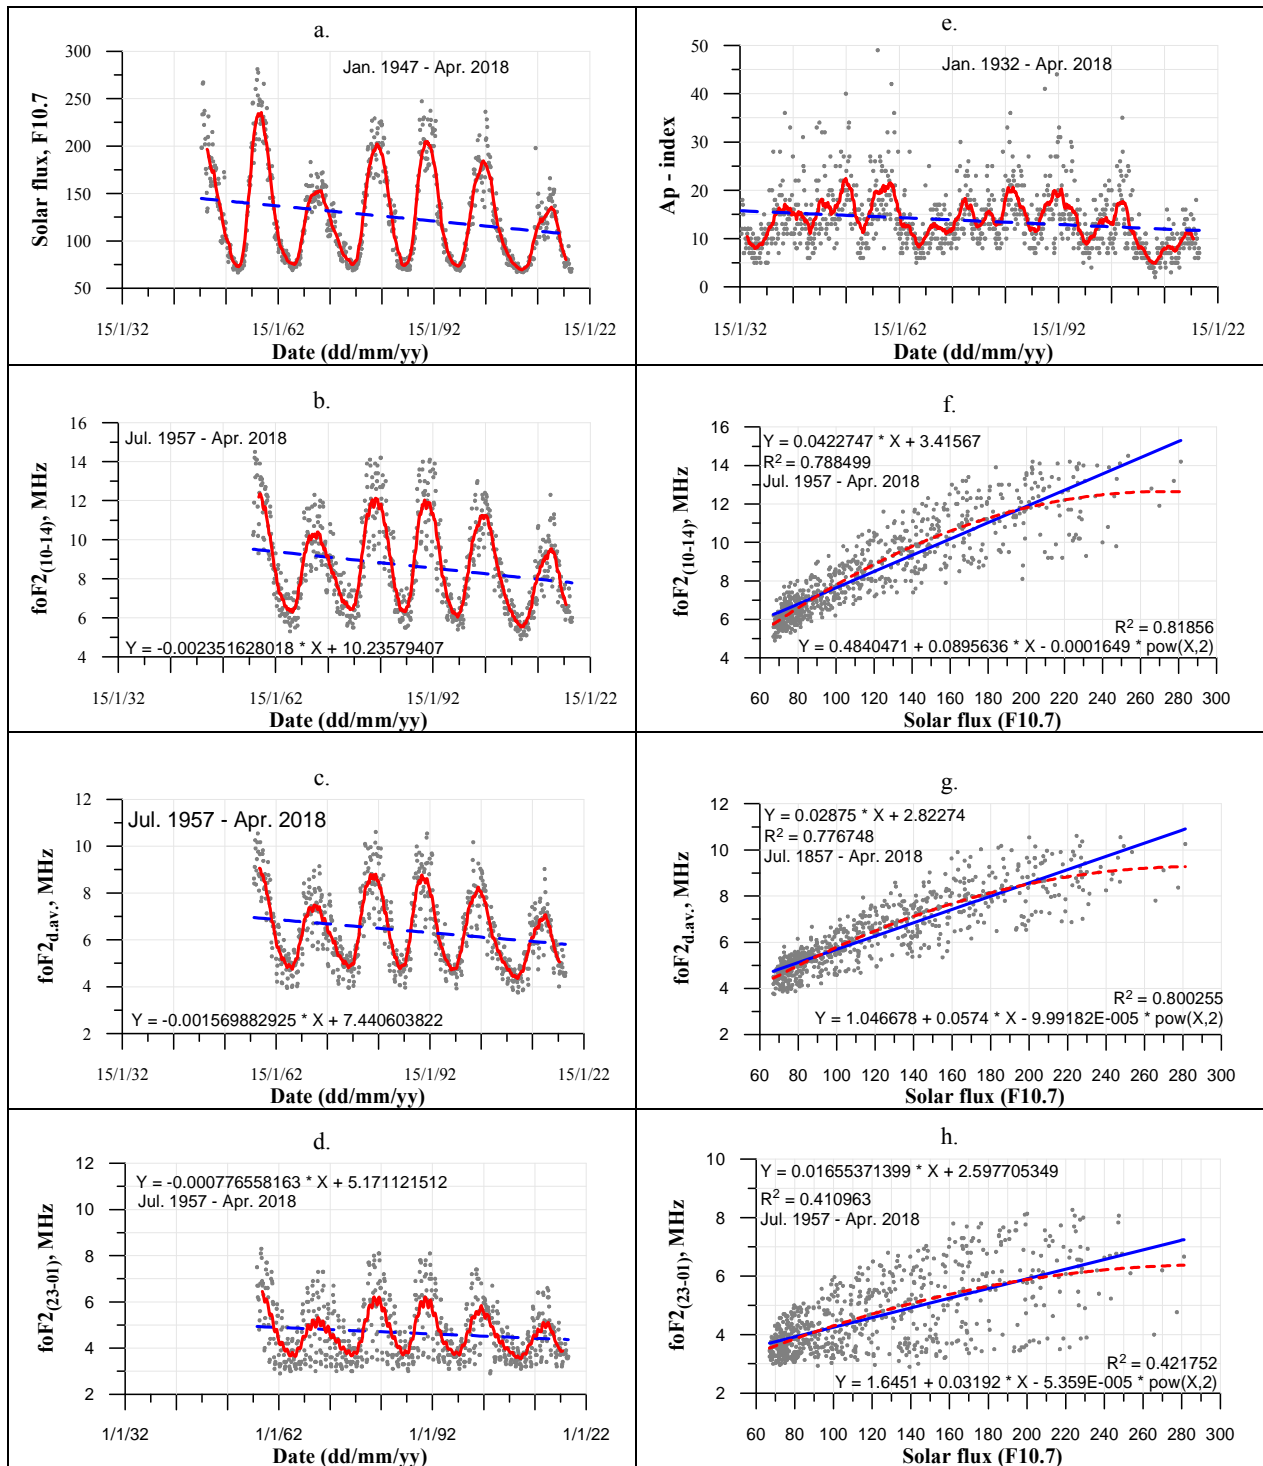 a.
Jan. 1947 - Apr. 2018
Solar flux, F10.7
300
250
200
150
100
50
15/1/32 15/1/62 15/1/92 15/1/22
Date (dd/mm/yy)
e.
Jan. 1932 - Apr. 2018
Ap - index
50
40
30
20
10
0
15/1/32 15/1/62 15/1/92 15/1/22
Date (dd/mm/yy)
b.
Jul. 1957 - Apr. 2018
foF2(10-14), MHz
16
14
12
10
8
6
4
Y = -0.002351628018 * X + 10.23579407
15/1/32 15/1/62 15/1/92 15/1/22
Date (dd/mm/yy)
f.
Y = 0.0422747 * X + 3.41567
R2 = 0.788499
Jul. 1957 - Apr. 2018
foF2(10-14), MHz
16
14
12
10
8
6
4
R2 = 0.81856
Y = 0.4840471 + 0.0895636 * X - 0.0001649 * pow(X,2)
60 80 100 120 140 160 180 200 220 240 260 280 300
Solar flux (F10.7)
c.
Jul. 1957 - Apr. 2018
foF2d.av., MHz
12
10
8
6
4
2
Y = -0.001569882925 * X + 7.440603822
15/1/32 15/1/62 15/1/92 15/1/22
Date (dd/mm/yy)
g.
Y = 0.02875 * X + 2.82274
R2 = 0.776748
Jul. 1857 - Apr. 2018
foF2d.av., MHz
12
10
8
6
4
2
R2 = 0.800255
Y = 1.046678 + 0.0574 * X - 9.99182E-005 * pow(X,2)
60 80 100 120 140 160 180 200 220 240 260 280 300
Solar flux (F10.7)
d.
Y = -0.000776558163 * X + 5.171121512
Jul. 1957 - Apr. 2018
foF2(23-01), MHz
12
10
8
6
4
2
1/1/32 1/1/62 1/1/92 1/1/22
Date (dd/mm/yy)
h.
Y = 0.01655371399 * X + 2.597705349
R2 = 0.410963
Jul. 1957 - Apr. 2018
foF2(23-01), MHz
10
8
6
4
2
R2 = 0.421752
Y = 1.6451 + 0.03192 * X - 5.359E-005 * pow(X,2)
60 80 100 120 140 160 180 200 220 240 260 280 300
Solar flux (F10.7)